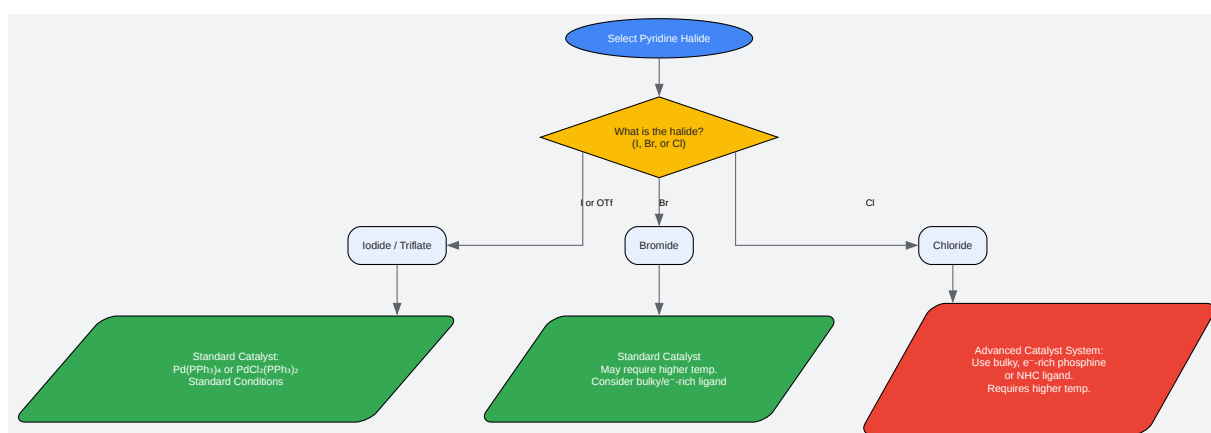 Select Pyridine Halide
What is the halide?
(I, Br, or Cl)
I or OTf
Br
Cl
Iodide / Triflate
Bromide
Chloride
Standard Catalyst:
Pd(PPh₃)₄ or PdCl₂(PPh₃)₂
Standard Conditions
Standard Catalyst
May require higher temp.
Consider bulky/e⁻-rich ligand
Advanced Catalyst System:
Use bulky, e⁻-rich phosphine
or NHC ligand.
Requires higher temp.